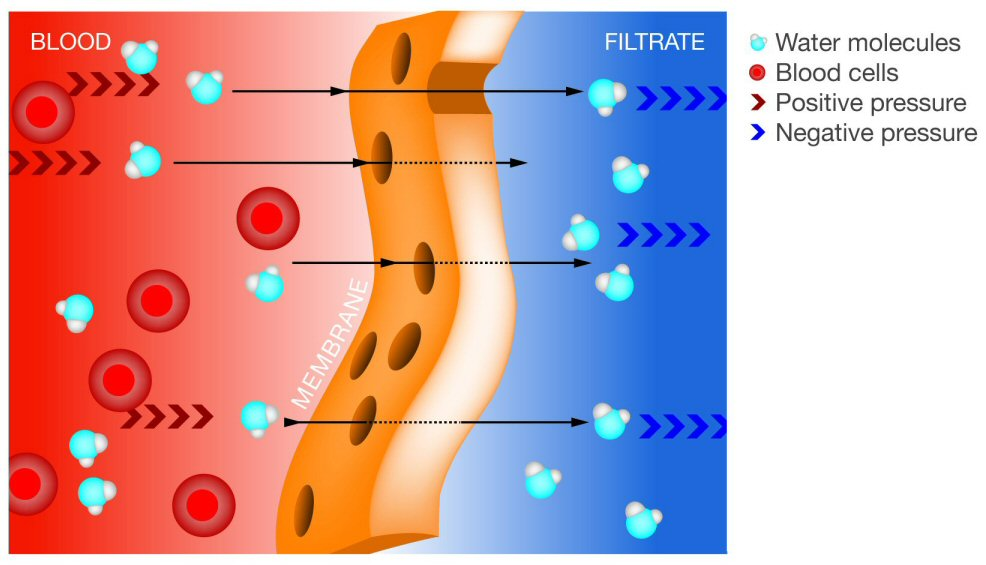 BLOOD
FILTRATE
MEMBRANE
Water molecules
Blood cells
Positive pressure
Negative pressure